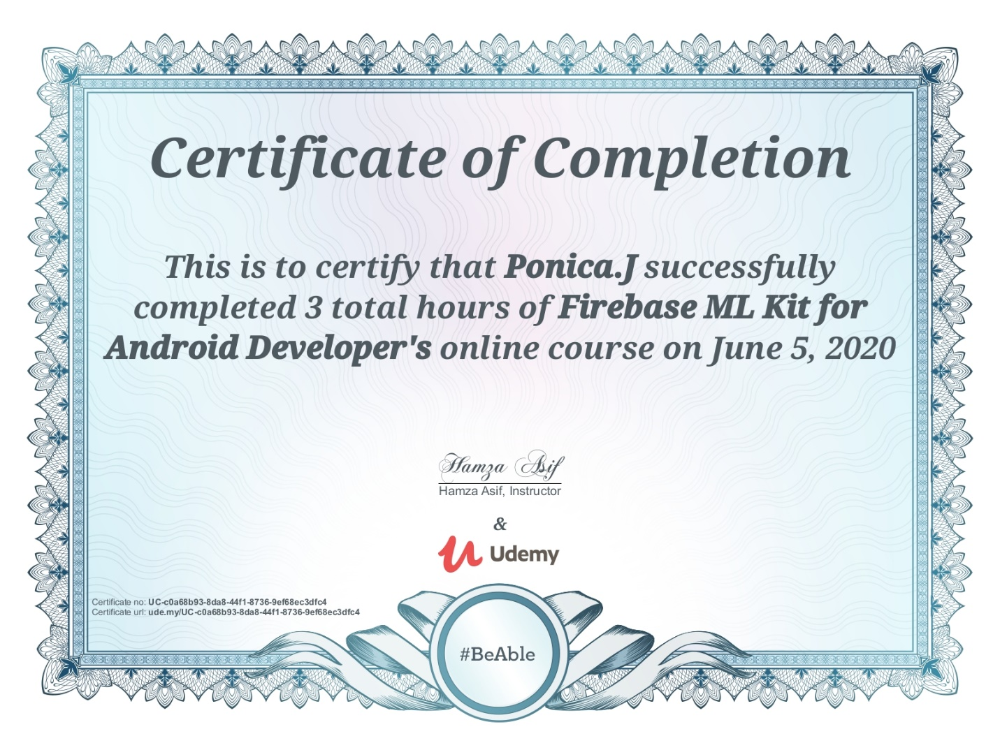 Certificate of Completion
This is to certify that Ponica.J successfully
completed 3 total hours of Firebase ML Kit for
Android Developer's online course on June 5, 2020
Hamza Asif
Hamza Asif, Instructor
&
Udemy
Certificate no: UC-c0a68b93-8da8-44f1-8736-9ef68ec3dfc4
Certificate url: ude.my/UC-c0a68b93-8da8-44f1-8736-9ef68ec3dfc4
#BeAble